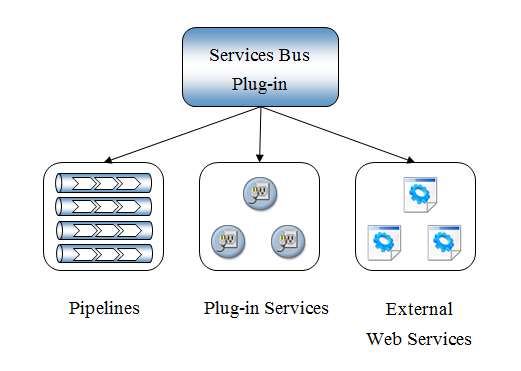 Services Bus
Plug-in
Pipelines
Plug-in Services
External
Web Services